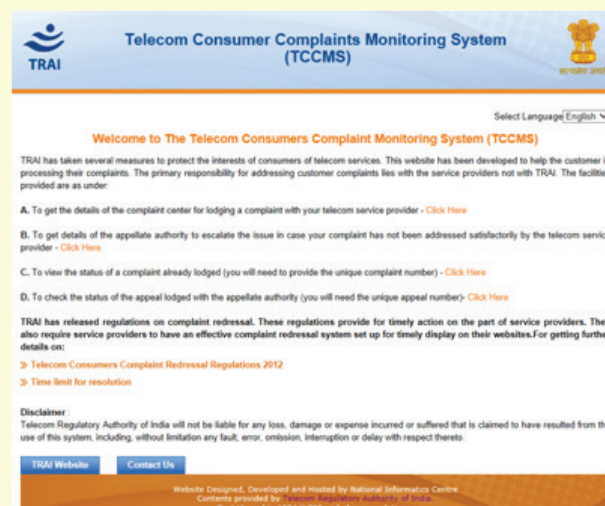 TRAI
Telecom Consumer Complaints Monitoring System
(TCCMS)
सत्यमेव जयते
Select Language English
Welcome to The Telecom Consumers Complaint Monitoring System (TCCMS)
TRAI has taken several measures to protect the interests of consumers of telecom services. This website has been developed to help the customer
processing their complaints. The primary responsibility for addressing customer complaints lies with the service providers not with TRAI. The facilitie
provided are as under:
A. To get the details of the complaint center for lodging a complaint with your telecom service provider - Click Here
B. To get details of the appellate authority to escalate the issue in case your complaint has not been addressed satisfactorily by the telecom servic
provider - Click Here
C. To view the status of a complaint already lodged (you will need to provide the unique complaint number) - Click Here
D. To check the status of the appeal lodged with the appellate authority (you will need the unique appeal number)- Click Here
TRAI has released regulations on complaint redressal. These regulations provide for timely action on the part of service providers. The
also require service providers to have an effective complaint redressal system set up for timely display on their websites.For getting furthe
details on:
» Telecom Consumers Complaint Redressal Regulations 2012
» Time limit for resolution
Disclaimer :
Telecom Regulatory Authority of India will not be liable for any loss, damage or expense incurred or suffered that is claimed to have resulted from th
use of this system, including, without limitation any fault, error, omission, interruption or delay with respect thereto.
TRAI Website Contact Us
Website Designed, Developed and Hosted by National Informatics Centre
Contents provided by Telecom Regulatory Authority of India.